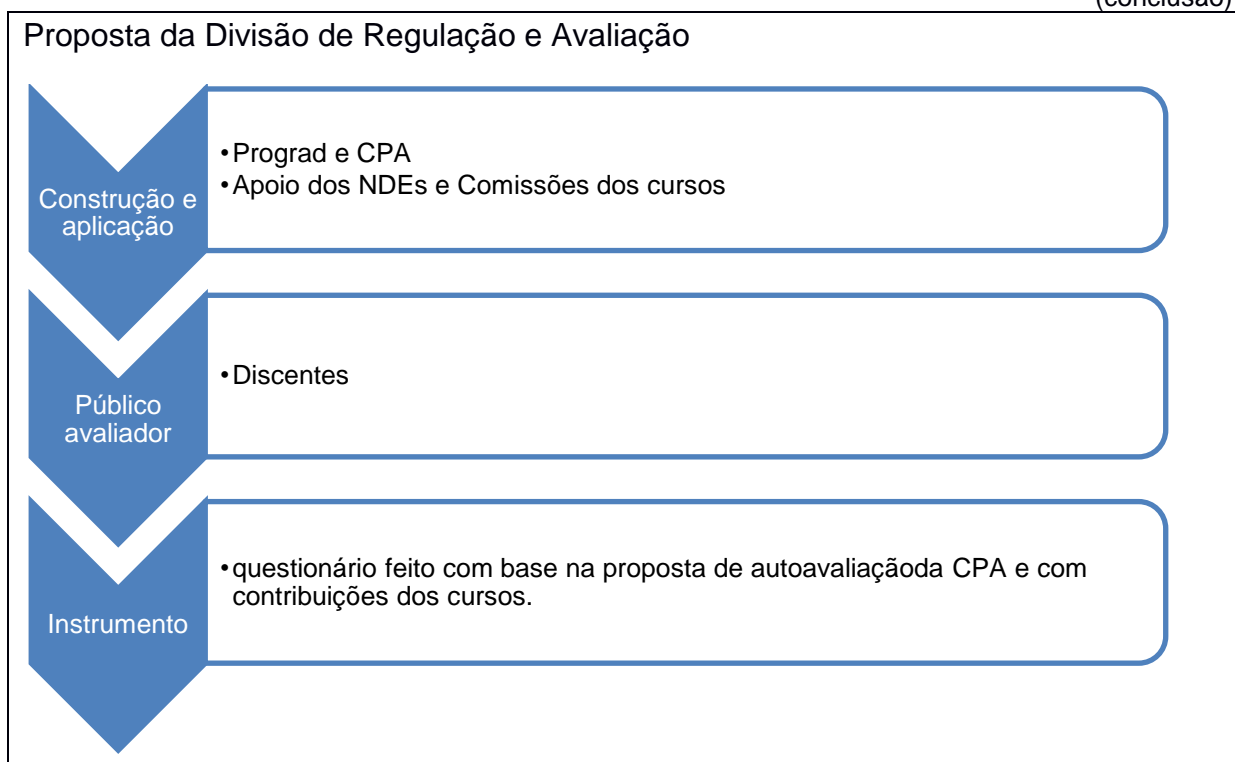 (conclusão)
Proposta da Divisão de Regulação e Avaliação
Construção e
aplicação
•Prograd e CPA
•Apoio dos NDEs e Comissões dos cursos
Público
avaliador
•Discentes
Instrumento
•questionário feito com base na proposta de autoavaliaçãoda CPA e com
contribuições dos cursos.